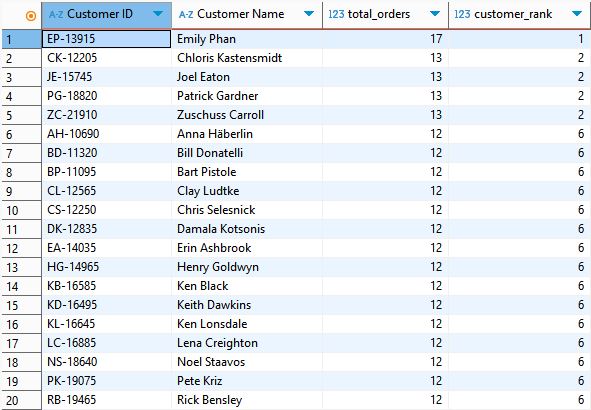 A-Z Customer ID A-Z Customer Name 123 total_orders 123 customer_rank
1 EP-13915 Emily Phan 17 1
2 CK-12205 Chloris Kastensmidt 13 2
3 JE-15745 Joel Eaton 13 2
4 PG-18820 Patrick Gardner 13 2
5 ZC-21910 Zuschuss Carroll 13 2
6 AH-10690 Anna Häberlin 12 6
7 BD-11320 Bill Donatelli 12 6
8 BP-11095 Bart Pistole 12 6
9 CL-12565 Clay Ludtke 12 6
10 CS-12250 Chris Selesnick 12 6
11 DK-12835 Damala Kotsonis 12 6
12 EA-14035 Erin Ashbrook 12 6
13 HG-14965 Henry Goldwyn 12 6
14 KB-16585 Ken Black 12 6
15 KD-16495 Keith Dawkins 12 6
16 KL-16645 Ken Lonsdale 12 6
17 LC-16885 Lena Creighton 12 6
18 NS-18640 Noel Staavos 12 6
19 PK-19075 Pete Kriz 12 6
20 RB-19465 Rick Bensley 12 6